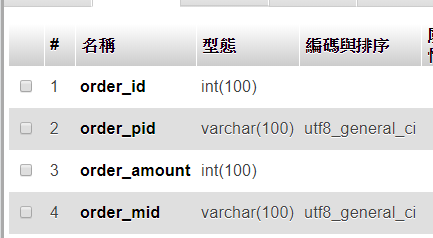 # 名稱 型態 編碼與排序
1 order_id int(100)
2 order_pid varchar(100) utf8_general_ci
3 order_amount int(100)
4 order_mid varchar(100) utf8_general_ci